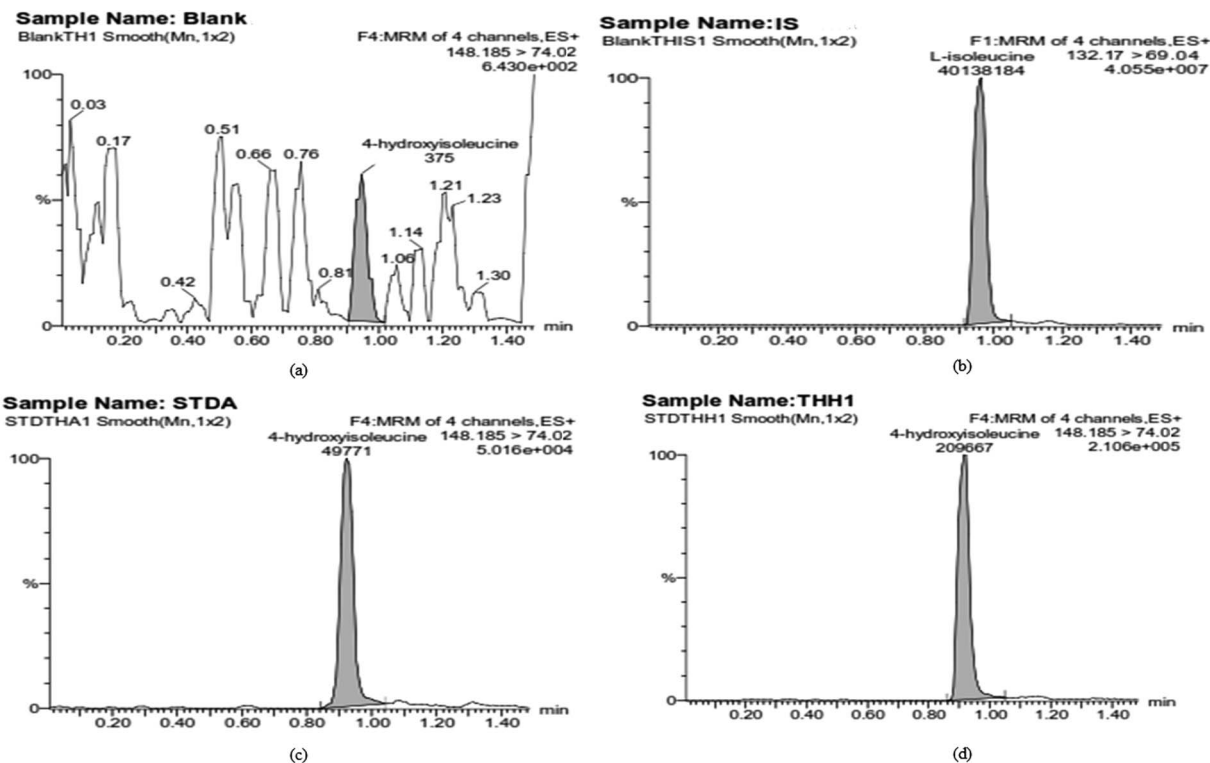 Sample Name: Blank
BlankTH1 Smooth(Mn,1x2)
F4:MRM of 4 channels,ES+
148.185 > 74.02
6.430e+002
100
%
0
0.03
0.17
0.42
0.51
0.66
0.76
0.81
4-hydroxyisoleucine
375
1.06
1.14
1.21
1.23
1.30
0.20 0.40 0.60 0.80 1.00 1.20 1.40 min
(a)
Sample Name:IS
BlankTHIS1 Smooth(Mn,1x2)
F1:MRM of 4 channels,ES+
L-isoleucine 132.17 > 69.04
40138184 4.055e+007
100
%
0
0.20 0.40 0.60 0.80 1.00 1.20 1.40 min
(b)
Sample Name: STDA
STDTHA1 Smooth(Mn,1x2)
F4:MRM of 4 channels,ES+
4-hydroxyisoleucine 148.185 > 74.02
49771 5.016e+004
100
%
0
0.20 0.40 0.60 0.80 1.00 1.20 1.40 min
(c)
Sample Name:THH1
STDTHH1 Smooth(Mn,1x2)
F4:MRM of 4 channels,ES+
4-hydroxyisoleucine 148.185 > 74.02
209667 2.106e+005
100
%
0
0.20 0.40 0.60 0.80 1.00 1.20 1.40 min
(d)